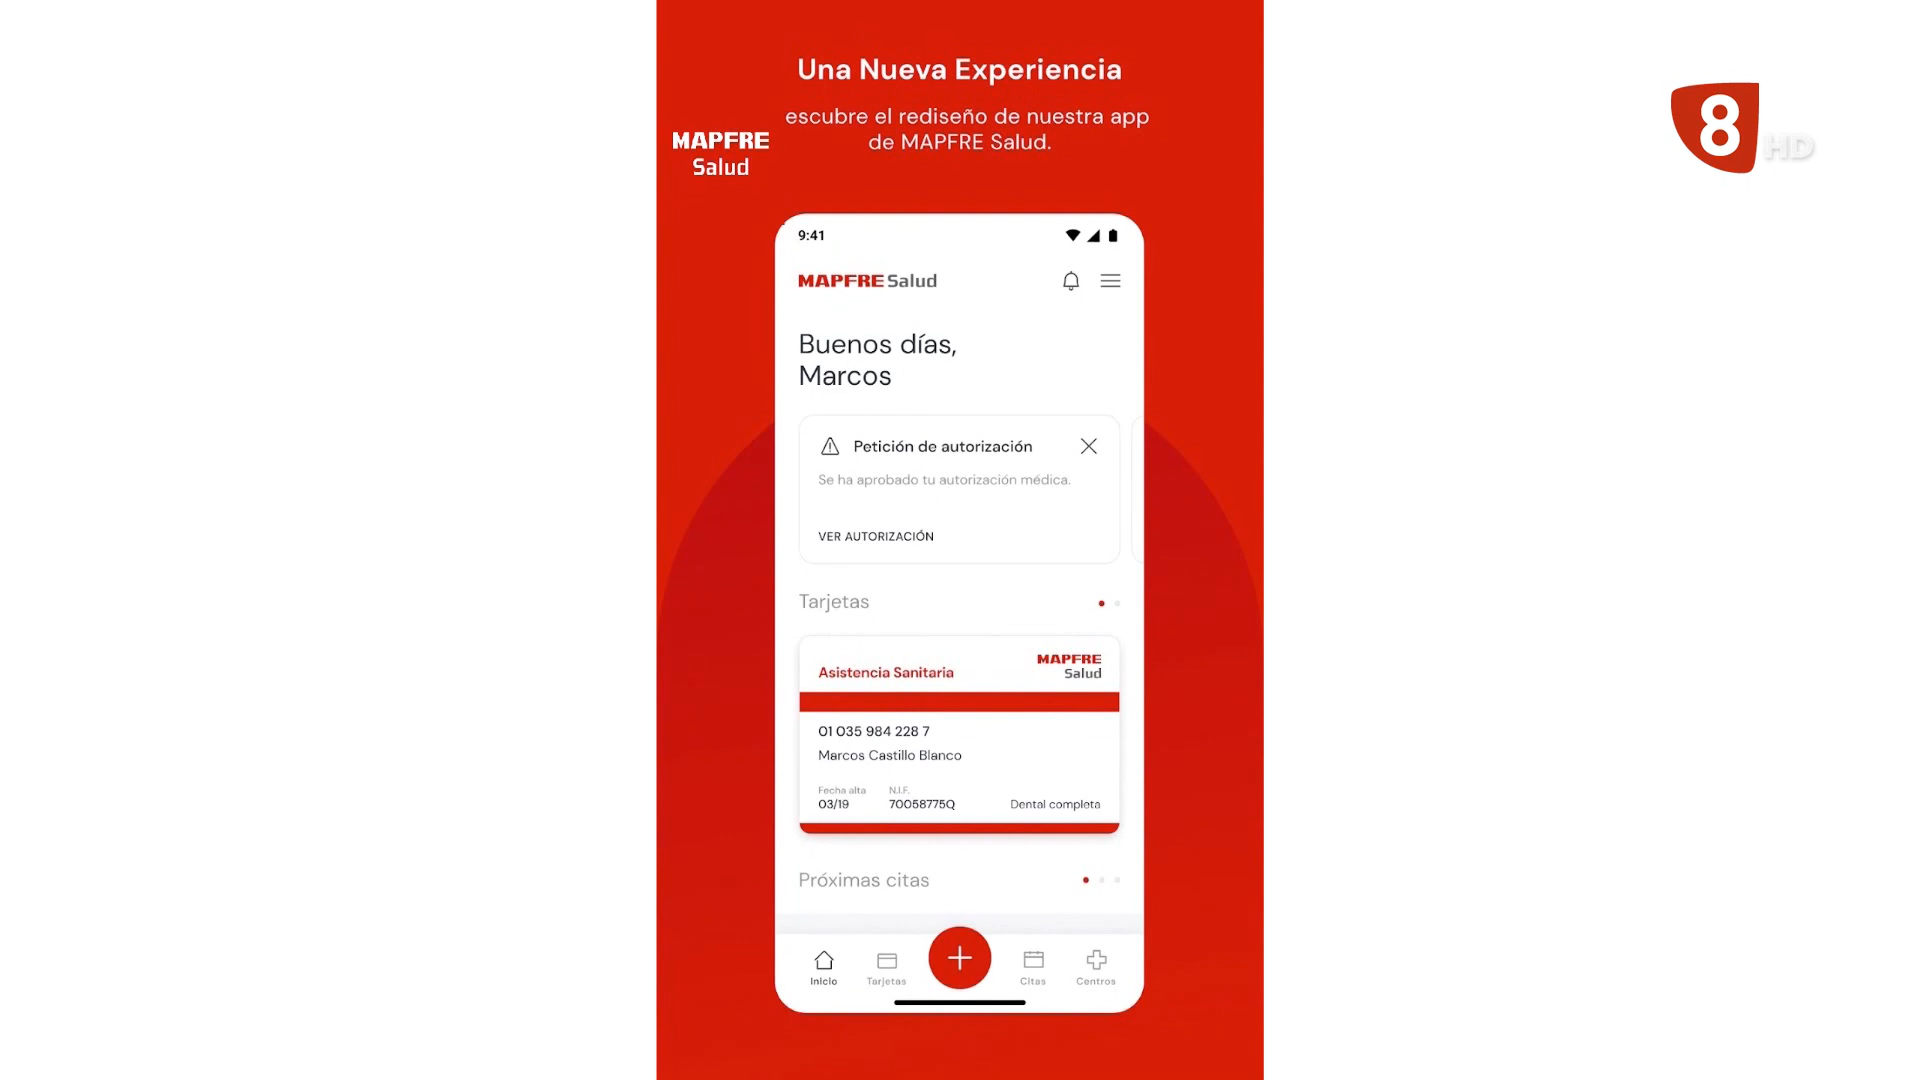 Una Nueva Experiencia
escubre el rediseño de nuestra app
de MAPFRE Salud.
MAPFRE
Salud
8 HD
9:41
MAPFRE Salud
Buenos días,
Marcos
Petición de autorización
Se ha aprobado tu autorización médica.
VER AUTORIZACIÓN
Tarjetas
MAPFRE
Salud
Asistencia Sanitaria
01 035 984 228 7
Marcos Castillo Blanco
Fecha alta N.I.F.
03/19 70058775Q Dental completa
Próximas citas
Inicio Tarjetas Citas Centros